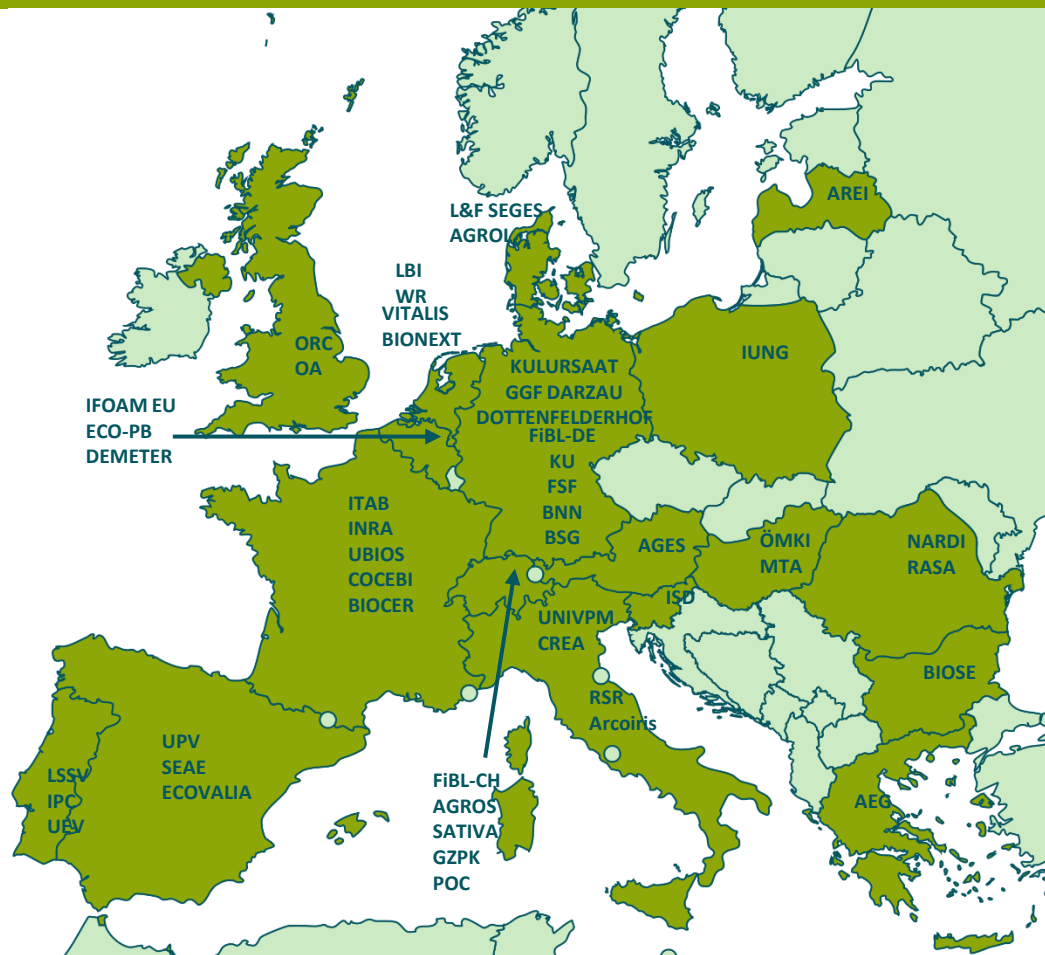 L&F SEGES
AGROL
AREI
LBI
WR
VITALIS
BIONEXT
ORC
OA
IUNG
KULURSAAT
GGF DARZAU
DOTTENFELDERHOF
FiBL-DE
KU
FSF
BNN
BSG
IFOAM EU
ECO-PB
DEMETER
ITAB
INRA
UBIOS
COCEBI
BIOCER
AGES
ÖMKI
MTA
NARDI
RASA
ISD
UNIVPM
CREA
BIOSE
RSR
Arcoiris
UPV
SEAE
ECOVALIA
LSSV
IPC
UEV
FiBL-CH
AGROS
SATIVA
GZPK
POC
AEG